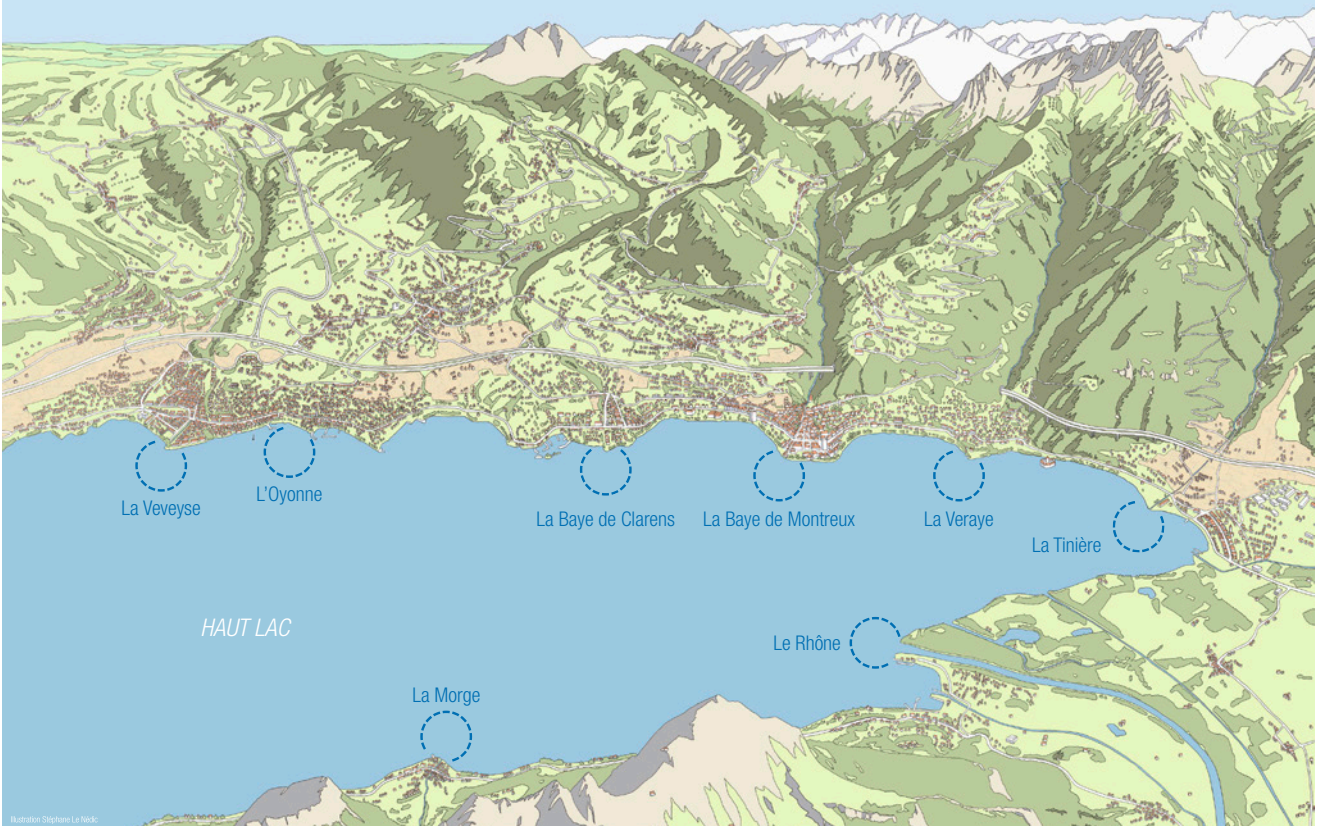 La Veveyse
L'Oyonne
La Baye de Clarens
La Baye de Montreux
La Veraye
La Tinière
HAUT LAC
Le Rhône
La Morge
Illustration Stéphane Le Nédic